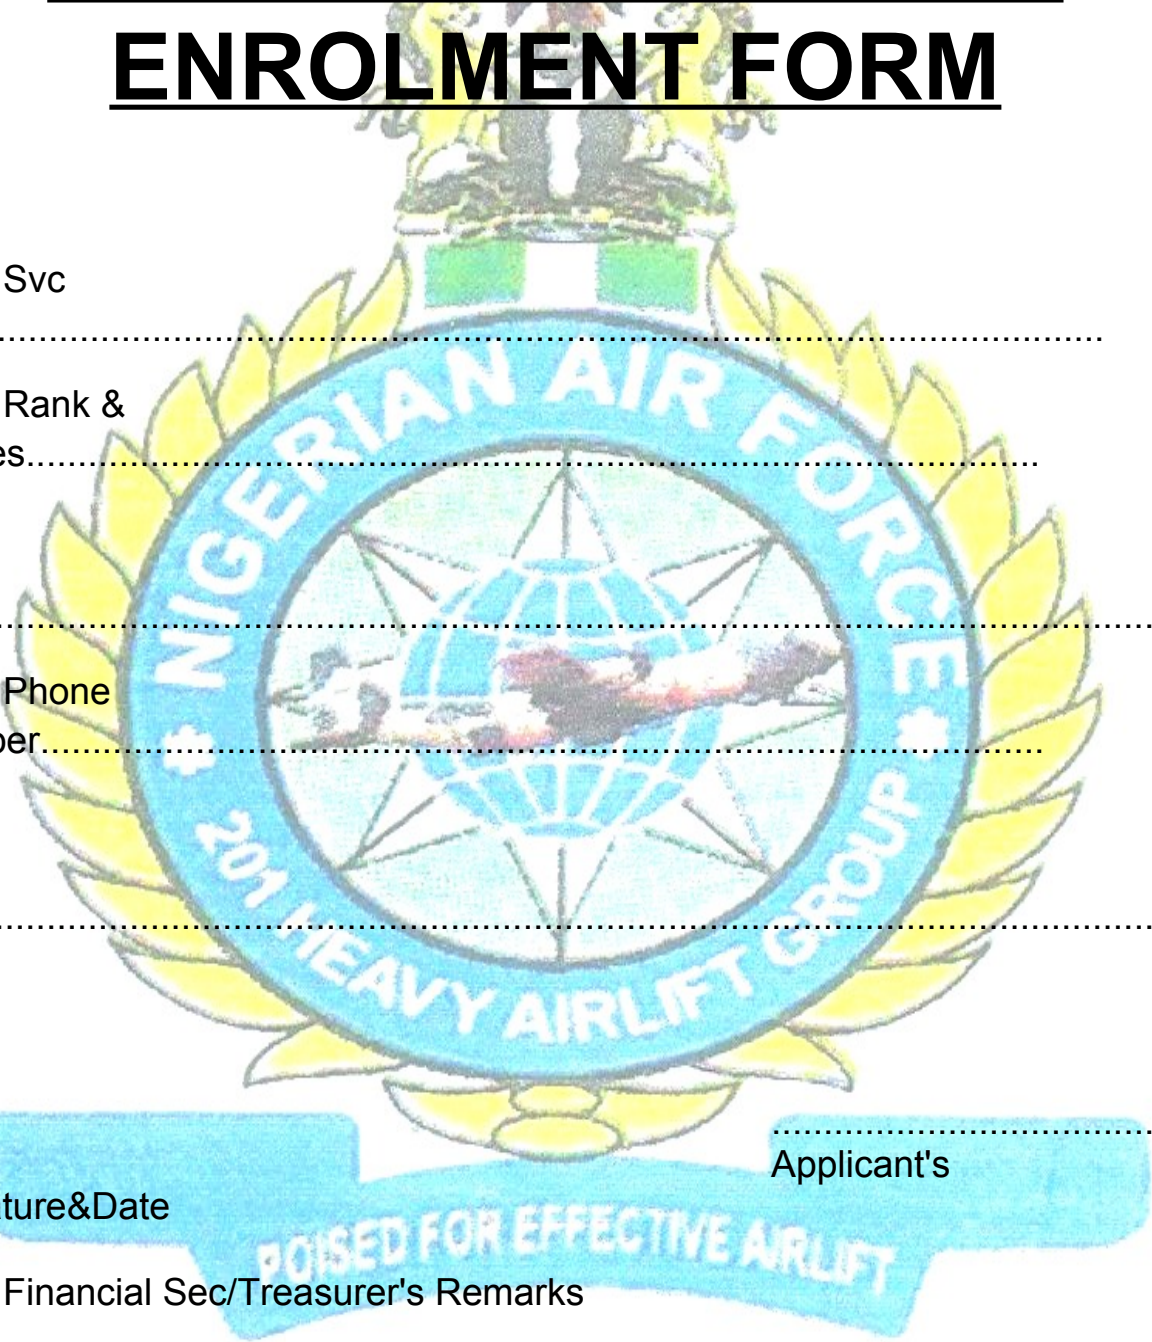 ENROLMENT FORM
Svc
................................................................................................
Rank &
es................................................................................................
................................................................................................
Phone
ber................................................................................................
................................................................................................
................................
Applicant's
ture&Date
Financial Sec/Treasurer's Remarks
NIGERIAN AIR FORCE
201 HEAVY AIRLIFT GROUP
POISED FOR EFFECTIVE AIRLIFT